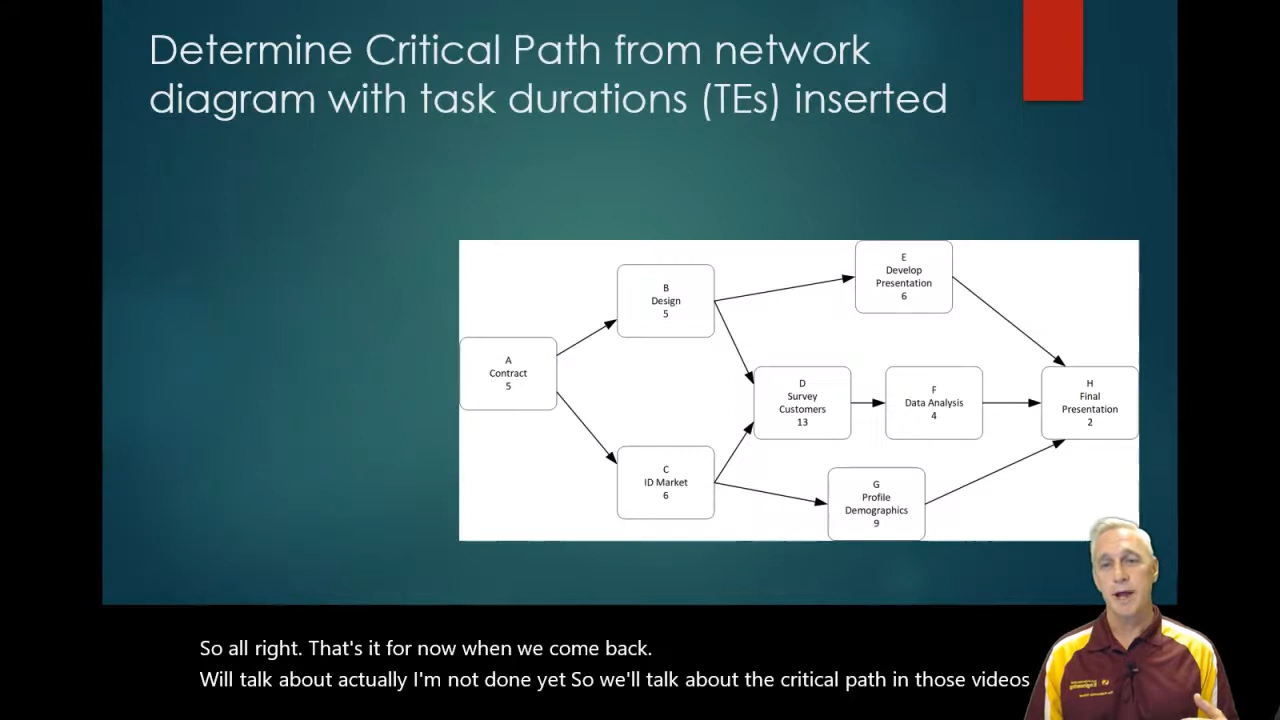 Determine Critical Path from network
diagram with task durations (TEs) inserted
E
Develop
Presentation
6
B
Design
5
A
Contract
5
D
Survey
Customers
13
F
Data Analysis
4
H
Final
Presentation
2
C
ID Market
6
G
Profile
Demographics
9
So all right. That's it for now when we come back.
Will talk about actually I'm not done yet So we'll talk about the critical path in those videos